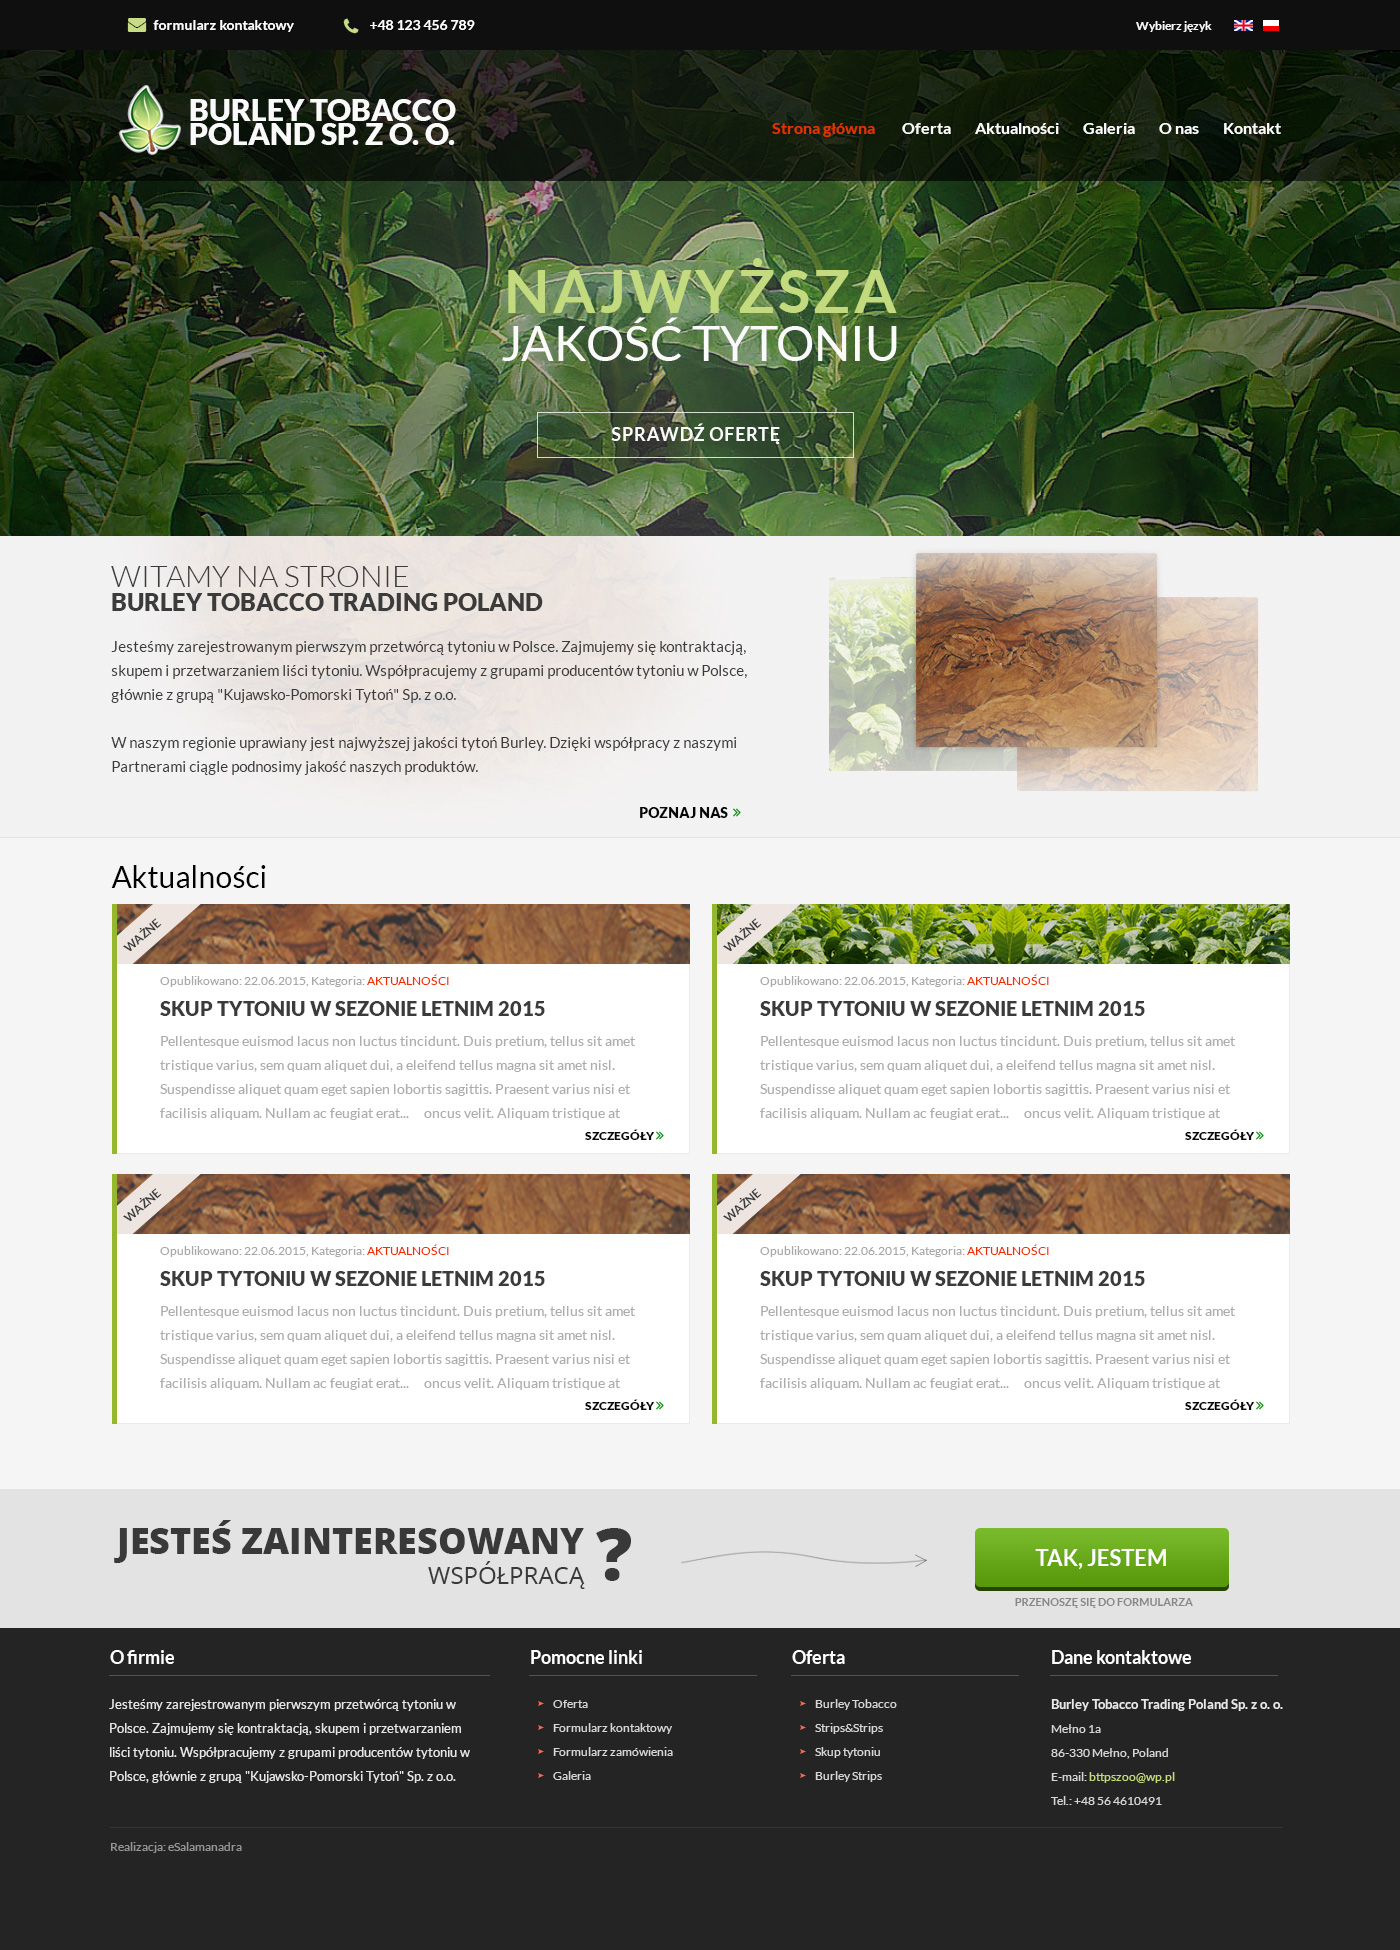 formularz kontaktowy
+48 123 456 789
Wybierz język
BURLEY TOBACCO
POLAND SP. Z O. O.
Strona główna
Oferta
Aktualności
Galeria
O nas
Kontakt
NAJWYŻSZA
JAKOŚĆ TYTONIU
SPRAWDŹ OFERTĘ
WITAMY NA STRONIE
BURLEY TOBACCO TRADING POLAND
Jesteśmy zarejestrowanym pierwszym przetwórcą tytoniu w Polsce. Zajmujemy się kontraktacją,
skupem i przetwarzaniem liści tytoniu. Współpracujemy z grupami producentów tytoniu w Polsce,
głównie z grupą "Kujawsko-Pomorski Tytoń" Sp. z o.o.
W naszym regionie uprawiany jest najwyższej jakości tytoń Burley. Dzięki współpracy z naszymi
Partnerami ciągle podnosimy jakość naszych produktów.
POZNAJ NAS
Aktualności
WAŻNE
Opublikowano: 22.06.2015, Kategoria: AKTUALNOŚCI
SKUP TYTONIU W SEZONIE LETNIM 2015
Pellentesque euismod lacus non luctus tincidunt. Duis pretium, tellus sit amet
tristique varius, sem quam aliquet dui, a eleifend tellus magna sit amet nisl.
Suspendisse aliquet quam eget sapien lobortis sagittis. Praesent varius nisi et
facilisis aliquam. Nullam ac feugiat erat... oncus velit. Aliquam tristique at
SZCZEGÓŁY
WAŻNE
Opublikowano: 22.06.2015, Kategoria: AKTUALNOŚCI
SKUP TYTONIU W SEZONIE LETNIM 2015
Pellentesque euismod lacus non luctus tincidunt. Duis pretium, tellus sit amet
tristique varius, sem quam aliquet dui, a eleifend tellus magna sit amet nisl.
Suspendisse aliquet quam eget sapien lobortis sagittis. Praesent varius nisi et
facilisis aliquam. Nullam ac feugiat erat... oncus velit. Aliquam tristique at
SZCZEGÓŁY
WAŻNE
Opublikowano: 22.06.2015, Kategoria: AKTUALNOŚCI
SKUP TYTONIU W SEZONIE LETNIM 2015
Pellentesque euismod lacus non luctus tincidunt. Duis pretium, tellus sit amet
tristique varius, sem quam aliquet dui, a eleifend tellus magna sit amet nisl.
Suspendisse aliquet quam eget sapien lobortis sagittis. Praesent varius nisi et
facilisis aliquam. Nullam ac feugiat erat... oncus velit. Aliquam tristique at
SZCZEGÓŁY
WAŻNE
Opublikowano: 22.06.2015, Kategoria: AKTUALNOŚCI
SKUP TYTONIU W SEZONIE LETNIM 2015
Pellentesque euismod lacus non luctus tincidunt. Duis pretium, tellus sit amet
tristique varius, sem quam aliquet dui, a eleifend tellus magna sit amet nisl.
Suspendisse aliquet quam eget sapien lobortis sagittis. Praesent varius nisi et
facilisis aliquam. Nullam ac feugiat erat... oncus velit. Aliquam tristique at
SZCZEGÓŁY
JESTEŚ ZAINTERESOWANY ?
WSPÓŁPRACĄ
TAK, JESTEM
PRZENOSZĘ SIĘ DO FORMULARZA
O firmie
Jesteśmy zarejestrowanym pierwszym przetwórcą tytoniu w
Polsce. Zajmujemy się kontraktacją, skupem i przetwarzaniem
liści tytoniu. Współpracujemy z grupami producentów tytoniu w
Polsce, głównie z grupą "Kujawsko-Pomorski Tytoń" Sp. z o.o.
Pomocne linki
Oferta
Formularz kontaktowy
Formularz zamówienia
Galeria
Oferta
Burley Tobacco
Strips&Strips
Skup tytoniu
Burley Strips
Dane kontaktowe
Burley Tobacco Trading Poland Sp. z o. o.
Mełno 1a
86-330 Mełno, Poland
E-mail: bttpszoo@wp.pl
Tel.: +48 56 4610491
Realizacja: eSalamanadra